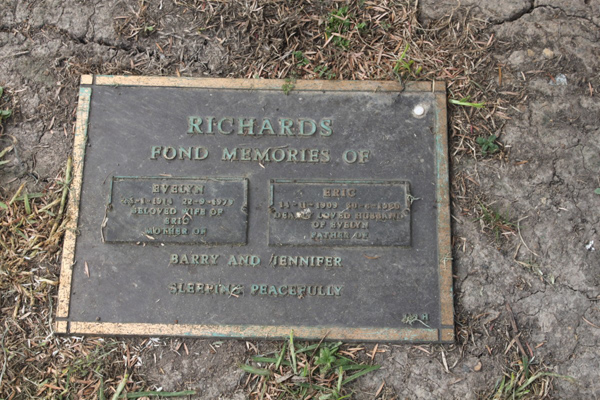 RICHARDS
FOND MEMORIES OF
EVELYN
BELOVED WIFE OF
ERIC
MOTHER OF
ERIC
DEARLY LOVED HUSBAND
OF EVELYN
FATHER OF
BARRY AND JENNIFER
SLEEPING PEACEFULLY